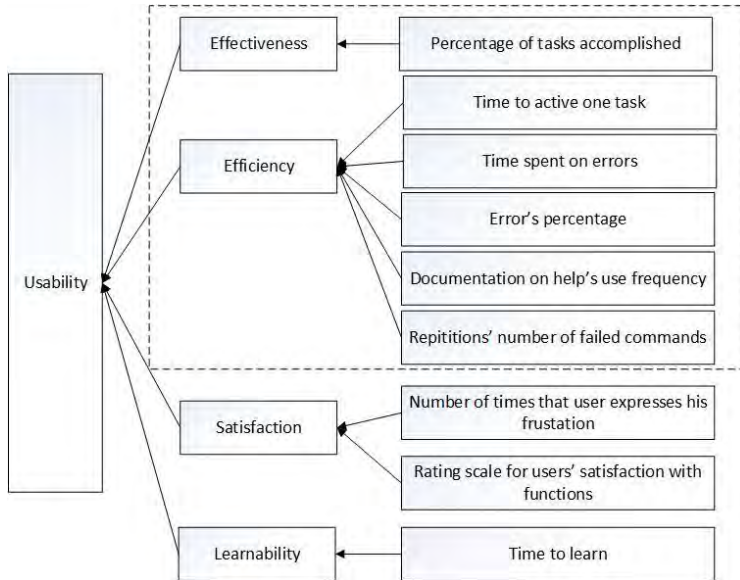 Effectiveness
Percentage of tasks accomplished
Time to active one task
Efficiency
Time spent on errors
Error's percentage
Usability
Documentation on help's use frequency
Repititions' number of failed commands
Satisfaction
Number of times that user expresses his
frustation
Rating scale for users' satisfaction with
functions
Learnability
Time to learn